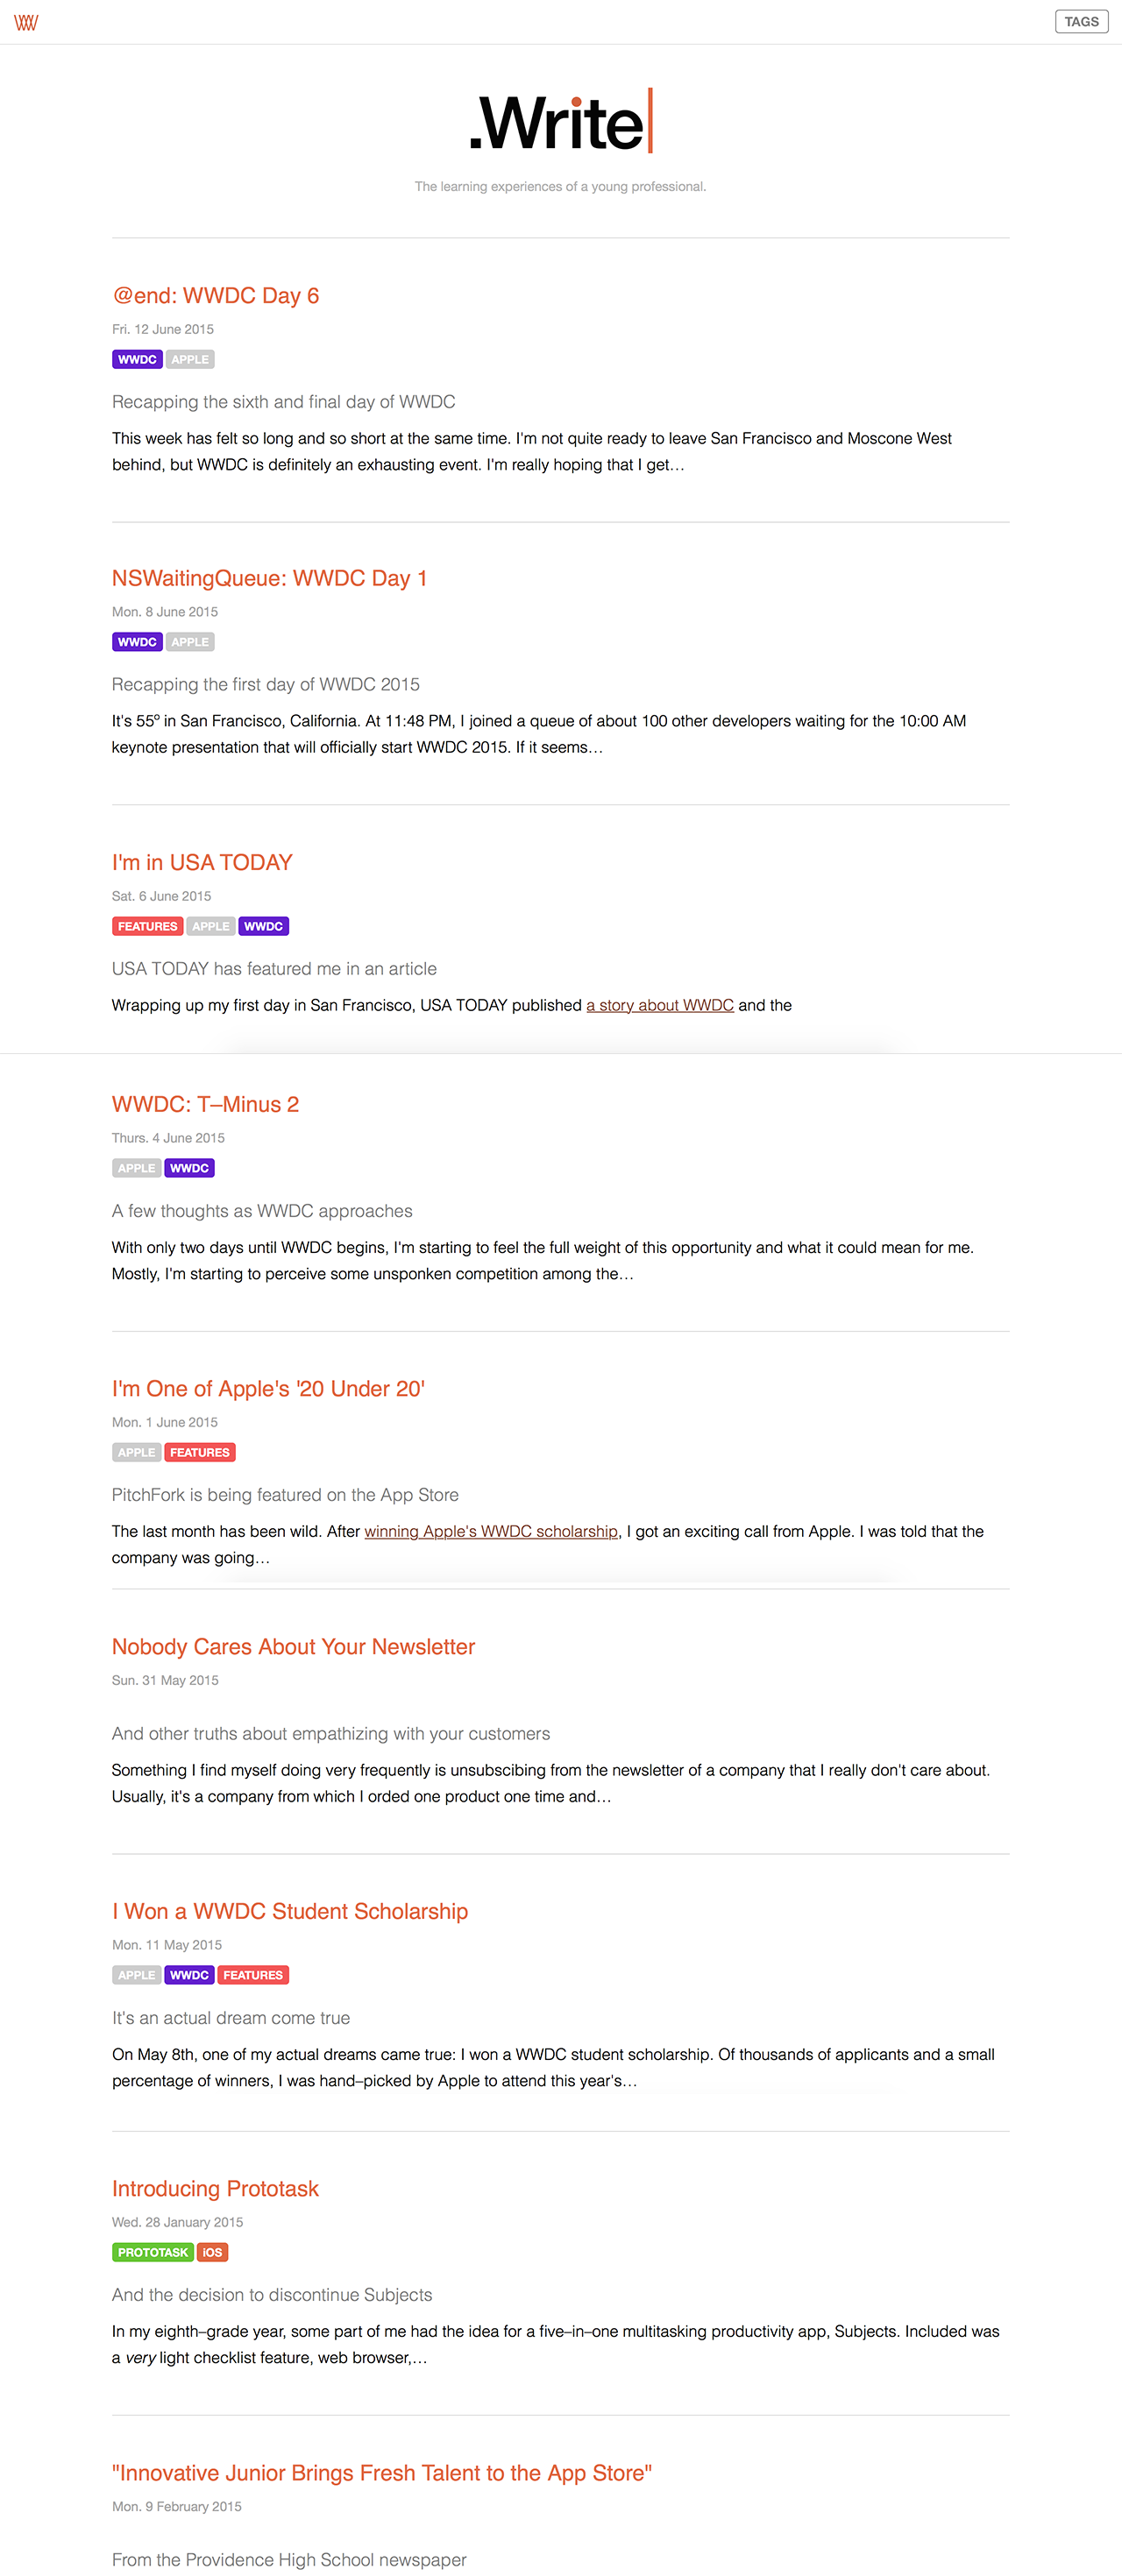 W
TAGS
.Write
The learning experiences of a young professional.
@end: WWDC Day 6
Fri. 12 June 2015
WWDC APPLE
Recapping the sixth and final day of WWDC
This week has felt so long and so short at the same time. I'm not quite ready to leave San Francisco and Moscone West
behind, but WWDC is definitely an exhausting event. I'm really hoping that I get…
NSWaitingQueue: WWDC Day 1
Mon. 8 June 2015
WWDC APPLE
Recapping the first day of WWDC 2015
It's 55º in San Francisco, California. At 11:48 PM, I joined a queue of about 100 other developers waiting for the 10:00 AM
keynote presentation that will officially start WWDC 2015. If it seems…
I'm in USA TODAY
Sat. 6 June 2015
FEATURES APPLE WWDC
USA TODAY has featured me in an article
Wrapping up my first day in San Francisco, USA TODAY published a story about WWDC and the
WWDC: T–Minus 2
Thurs. 4 June 2015
APPLE WWDC
A few thoughts as WWDC approaches
With only two days until WWDC begins, I'm starting to feel the full weight of this opportunity and what it could mean for me.
Mostly, I'm starting to perceive some unsponken competition among the…
I'm One of Apple's '20 Under 20'
Mon. 1 June 2015
APPLE FEATURES
PitchFork is being featured on the App Store
The last month has been wild. After winning Apple's WWDC scholarship, I got an exciting call from Apple. I was told that the
company was going…
Nobody Cares About Your Newsletter
Sun. 31 May 2015
And other truths about empathizing with your customers
Something I find myself doing very frequently is unsubscibing from the newsletter of a company that I really don't care about.
Usually, it's a company from which I orded one product one time and…
I Won a WWDC Student Scholarship
Mon. 11 May 2015
APPLE WWDC FEATURES
It's an actual dream come true
On May 8th, one of my actual dreams came true: I won a WWDC student scholarship. Of thousands of applicants and a small
percentage of winners, I was hand–picked by Apple to attend this year's…
Introducing Prototask
Wed. 28 January 2015
PROTOTASK iOS
And the decision to discontinue Subjects
In my eighth–grade year, some part of me had the idea for a five–in–one multitasking productivity app, Subjects. Included was
a very light checklist feature, web browser,…
"Innovative Junior Brings Fresh Talent to the App Store"
Mon. 9 February 2015
From the Providence High School newspaper